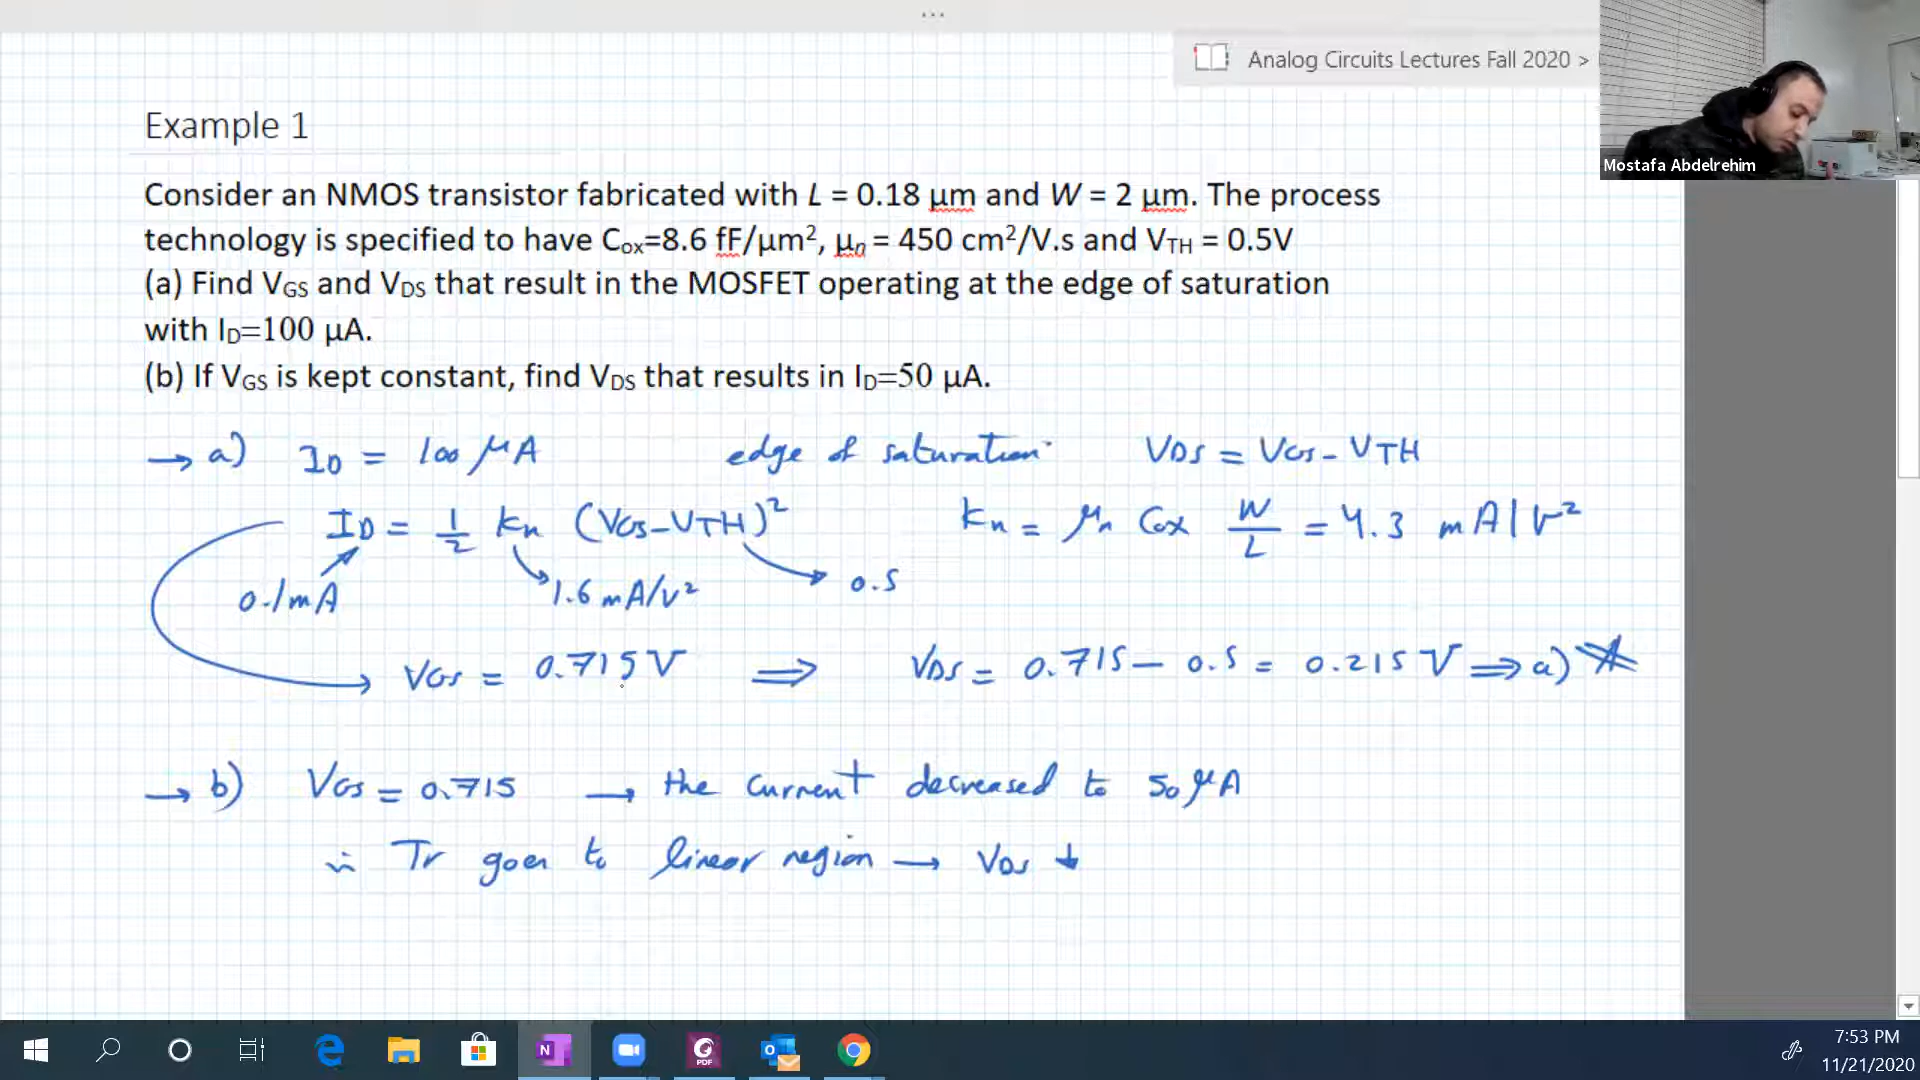 ...
Analog Circuits Lectures Fall 2020 >
Mostafa Abdelrehim
Example 1
Consider an NMOS transistor fabricated with L = 0.18 µm and W = 2 µm. The process
technology is specified to have Cox=8.6 fF/µm², µn = 450 cm²/V.s and VTH = 0.5V
(a) Find VGS and VDS that result in the MOSFET operating at the edge of saturation
with ID=100 µA.
(b) If VGS is kept constant, find VDS that results in ID=50 µA.
→ a) ID = 100 µA edge of saturation VDS = VGS - VTH
ID = 1/2 kn (VGS-VTH)² kn = µn Cox W/L = 4.3 mA/V²
0.1mA 1.6 mA/V² 0.5
VGS = 0.715V ⟹ VDS = 0.715 - 0.5 = 0.215 V ⟹ a)
→ b) VGS = 0.715 → the current decreased to 50 µA
∴ Tr goes to linear region → VDS ↓
7:53 PM
11/21/2020